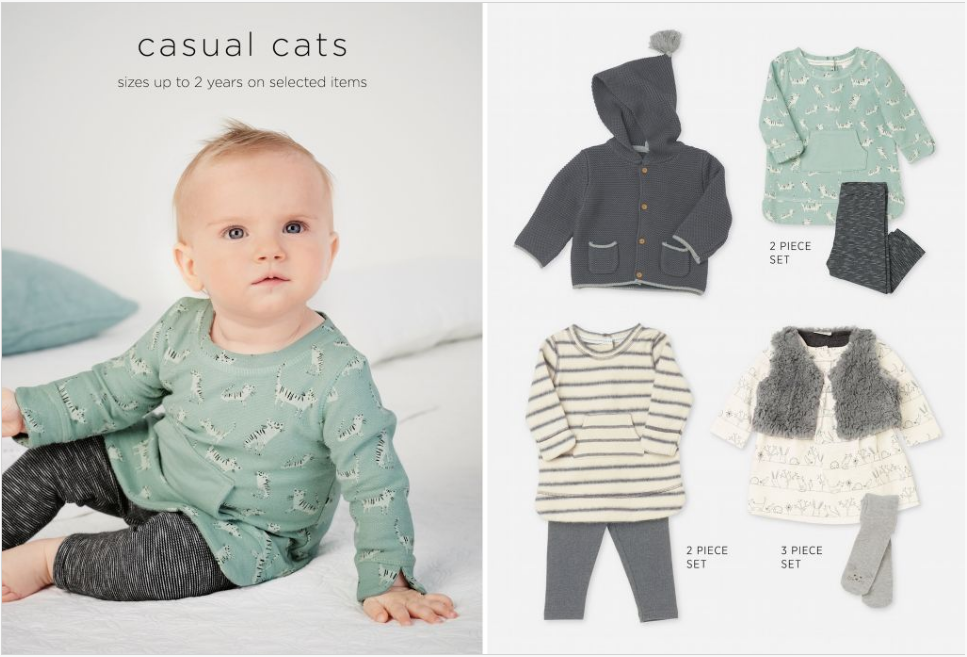 casual cats
sizes up to 2 years on selected items
2 PIECE
SET
2 PIECE
SET
3 PIECE
SET